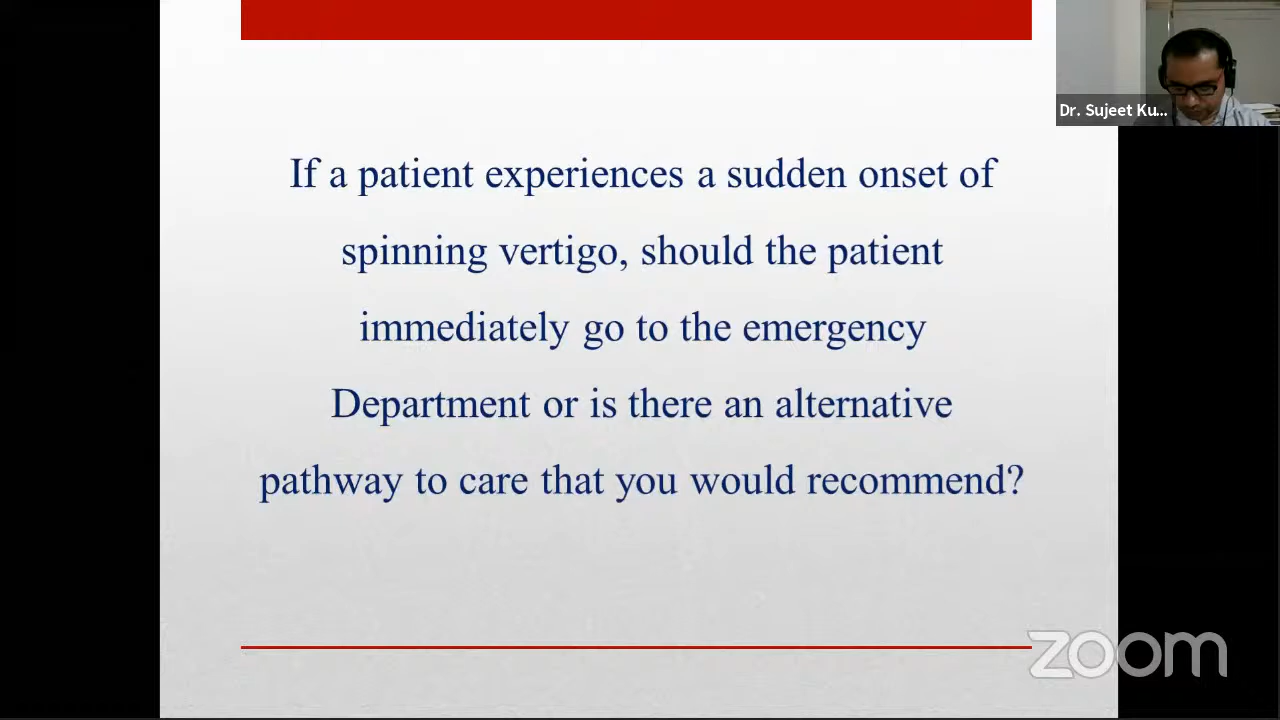 Dr. Sujeet Ku...
If a patient experiences a sudden onset of
spinning vertigo, should the patient
immediately go to the emergency
Department or is there an alternative
pathway to care that you would recommend?
zoom